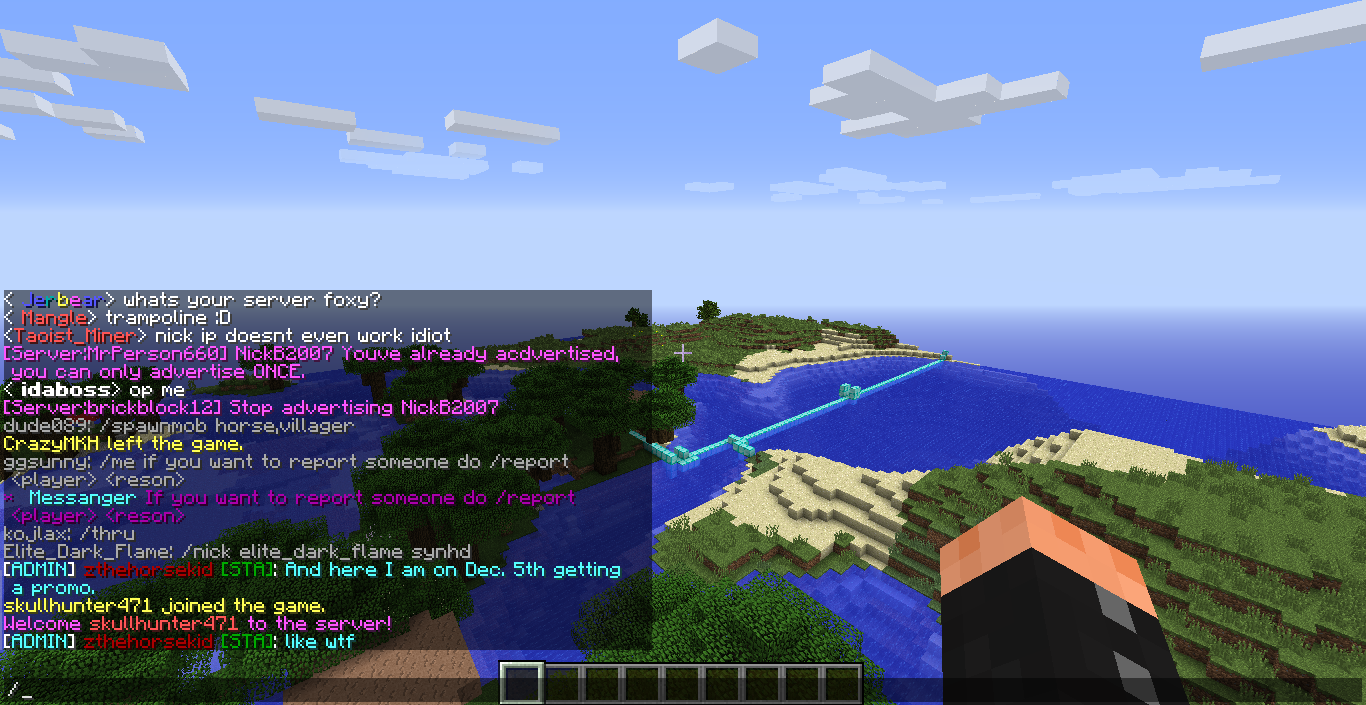 < Jerbear> whats your server foxy?
< Mangle> trampoline :D
<Taoist_Miner> nick ip doesnt even work idiot
[Server:MrPerson660] NickB2007 Youve already acdvertised,
you can only advertise ONCE.
< idaboss> op me
[Server:brickblock12] Stop advertising NickB2007
dude089: /spawnmob horse,villager
CrazyMKH left the game.
ggsunny: /me if you want to report someone do /report
<player> <reson>
* Messanger If you want to report someone do /report
<player> <reson>
kojlax: /thru
Elite_Dark_Flame: /nick elite_dark_flame synhd
[ADMIN] zthehorsekid [STA]: And here I am on Dec. 5th getting
a promo.
skullhunter471 joined the game.
Welcome skullhunter471 to the server!
[ADMIN] zthehorsekid [STA]: like wtf
/_